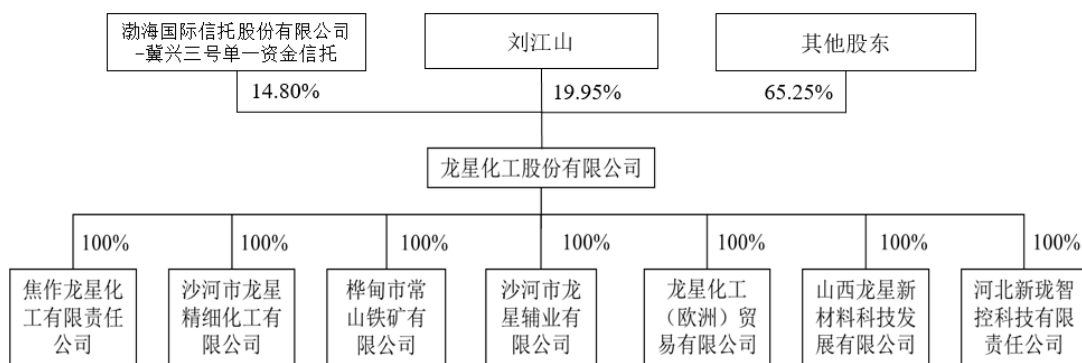 渤海国际信托股份有限公司
-冀兴三号单一资金信托
刘江山
其他股东
14.80%
19.95%
65.25%
龙星化工股份有限公司
100%
100%
100%
100%
100%
100%
100%
焦作龙星化
工有限责任
公司
沙河市龙星
精细化工有
限公司
桦甸市常
山铁矿有
限公司
沙河市龙
星辅业有
限公司
龙星化工
（欧洲）贸
易有限公司
山西龙星新
材料科技发
展有限公司
河北新珑智
控科技有限
责任公司